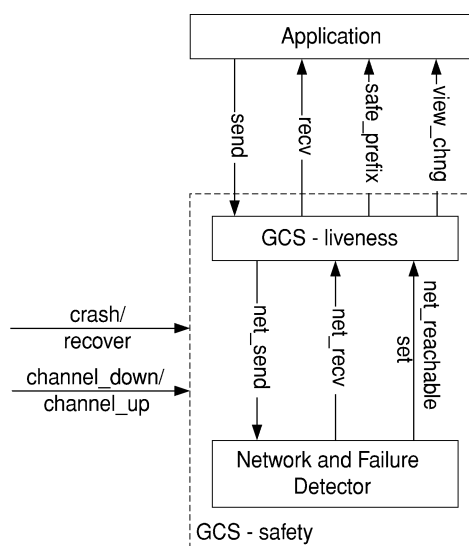 Application
send
recv
safe_prefix
view_chng
GCS - liveness
crash/
recover
channel_down/
channel_up
net_send
net_recv
net_reachable
set
Network and Failure
Detector
GCS - safety